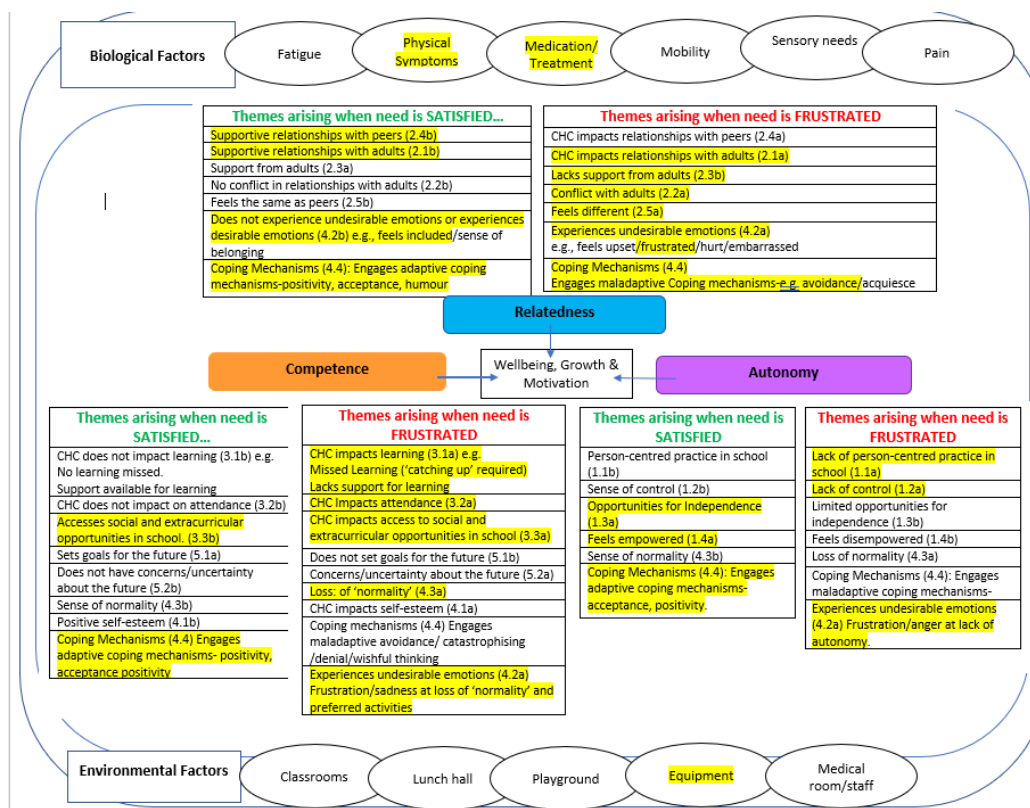 Biological Factors
Fatigue
Physical
Symptoms
Medication/
Treatment
Mobility
Sensory needs
Pain
Themes arising when need is SATISFIED...
Supportive relationships with peers (2.4b)
Supportive relationships with adults (2.1b)
Support from adults (2.3a)
No conflict in relationships with adults (2.2b)
Feels the same as peers (2.5b)
Does not experience undesirable emotions or experiences
desirable emotions (4.2b) e.g., feels included/sense of
belonging
Coping Mechanisms (4.4): Engages adaptive coping
mechanisms-positivity, acceptance, humour
Themes arising when need is FRUSTRATED
CHC impacts relationships with peers (2.4a)
CHC impacts relationships with adults (2.1a)
Lacks support from adults (2.3b)
Conflict with adults (2.2a)
Feels different (2.5a)
Experiences undesirable emotions (4.2a)
e.g., feels upset/frustrated/hurt/embarrassed
Coping Mechanisms (4.4)
Engages maladaptive Coping mechanisms-e.g. avoidance/acquiesce
Relatedness
Competence
Wellbeing, Growth &
Motivation
Autonomy
Themes arising when need is
SATISFIED...
CHC does not impact learning (3.1b) e.g.
No learning missed.
Support available for learning
CHC does not impact on attendance (3.2b)
Accesses social and extracurricular
opportunities in school. (3.3b)
Sets goals for the future (5.1a)
Does not have concerns/uncertainty
about the future (5.2b)
Sense of normality (4.3b)
Positive self-esteem (4.1b)
Coping Mechanisms (4.4) Engages
adaptive coping mechanisms- positivity,
acceptance positivity
Themes arising when need is
FRUSTRATED
CHC impacts learning (3.1a) e.g.
Missed Learning ('catching up' required)
Lacks support for learning
CHC Impacts attendance (3.2a)
CHC impacts access to social and
extracurricular opportunities in school (3.3a)
Does not set goals for the future (5.1b)
Concerns/uncertainty about the future (5.2a)
Loss: of 'normality' (4.3a)
CHC impacts self-esteem (4.1a)
Coping mechanisms (4.4) Engages
maladaptive avoidance/ catastrophising
/denial/wishful thinking
Experiences undesirable emotions (4.2a)
Frustration/sadness at loss of 'normality' and
preferred activities
Themes arising when need is
SATISFIED
Person-centred practice in school
(1.1b)
Sense of control (1.2b)
Opportunities for Independence
(1.3a)
Feels empowered (1.4a)
Sense of normality (4.3b)
Coping Mechanisms (4.4): Engages
adaptive coping mechanisms-
acceptance, positivity.
Themes arising when need is
FRUSTRATED
Lack of person-centred practice in
school (1.1a)
Lack of control (1.2a)
Limited opportunities for
independence (1.3b)
Feels disempowered (1.4b)
Loss of normality (4.3a)
Coping Mechanisms (4.4): Engages
maladaptive coping mechanisms-
Experiences undesirable emotions
(4.2a) Frustration/anger at lack of
autonomy.
Environmental Factors
Classrooms
Lunch hall
Playground
Equipment
Medical
room/staff